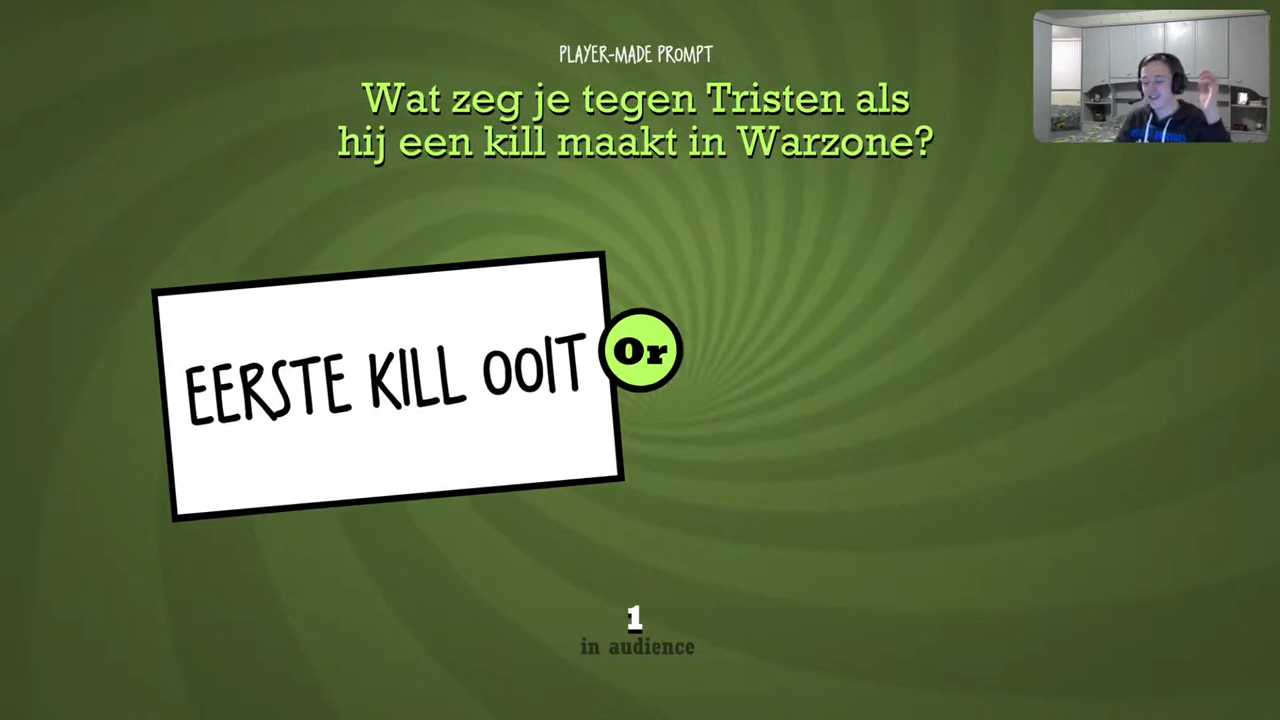 PLAYER-MADE PROMPT
Wat zeg je tegen Tristen als
hij een kill maakt in Warzone?
EERSTE KILL OOIT
Or
1
in audience